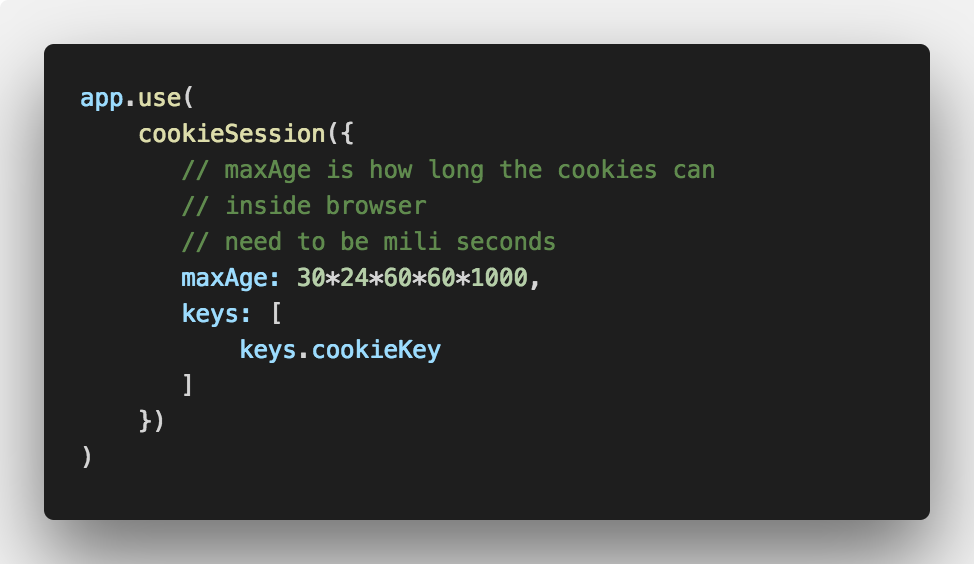 app.use(
    cookieSession({
       // maxAge is how long the cookies can
       // inside browser
       // need to be mili seconds
       maxAge: 30*24*60*60*1000,
       keys: [
           keys.cookieKey
       ]
    })
)